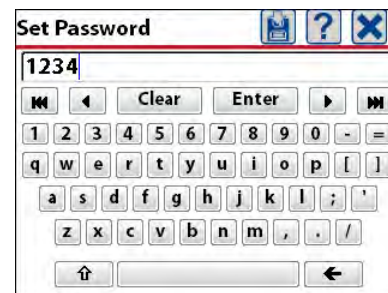 Set Password ?
1234
Clear Enter
1 2 3 4 5 6 7 8 9 0 - =
q w e r t y u i o p [ ]
a s d f g h j k l ; '
z x c v b n m , . /